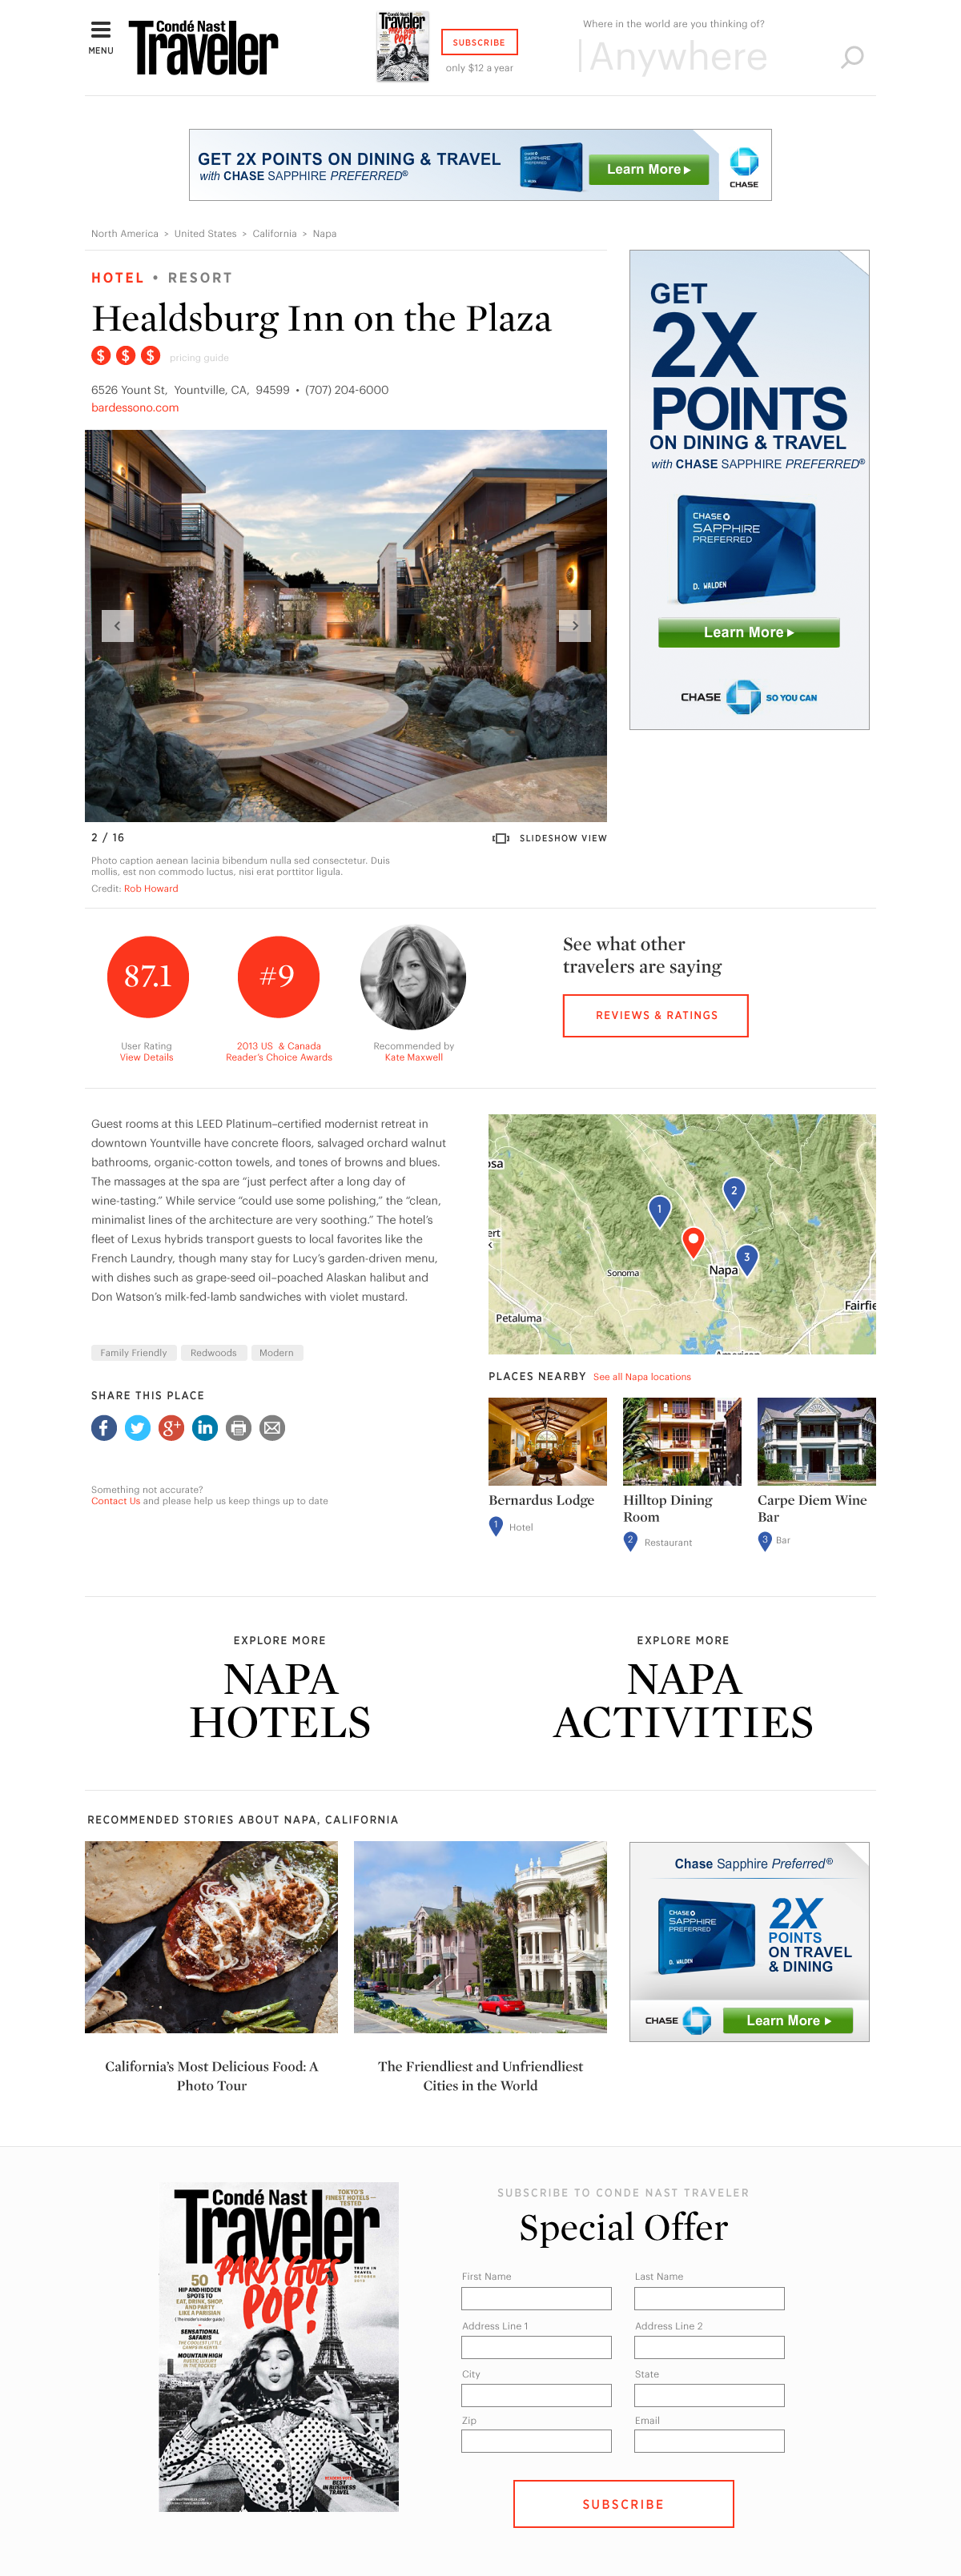 MENU
Condé Nast
Traveler
Condé Nast
Traveler
POP!
SUBSCRIBE
only $12 a year
Where in the world are you thinking of?
Anywhere
GET 2X POINTS ON DINING & TRAVEL
with CHASE SAPPHIRE PREFERRED®
CHASE
SAPPHIRE
PREFERRED
Learn More
CHASE
North America > United States > California > Napa
HOTEL • RESORT
Healdsburg Inn on the Plaza
$ $ $ pricing guide
6526 Yount St, Yountville, CA, 94599 • (707) 204-6000
bardessono.com
GET
2X
POINTS
ON DINING & TRAVEL
with CHASE SAPPHIRE PREFERRED®
CHASE
SAPPHIRE
PREFERRED
D. WALDEN
Learn More
CHASE SO YOU CAN
2 / 16
SLIDESHOW VIEW
Photo caption aenean lacinia bibendum nulla sed consectetur. Duis
mollis, est non commodo luctus, nisi erat porttitor ligula.
Credit: Rob Howard
87.1
User Rating
View Details
#9
2013 US & Canada
Reader's Choice Awards
Recommended by
Kate Maxwell
See what other
travelers are saying
REVIEWS & RATINGS
Guest rooms at this LEED Platinum–certified modernist retreat in
downtown Yountville have concrete floors, salvaged orchard walnut
bathrooms, organic-cotton towels, and tones of browns and blues.
The massages at the spa are "just perfect after a long day of
wine-tasting." While service "could use some polishing," the "clean,
minimalist lines of the architecture are very soothing." The hotel's
fleet of Lexus hybrids transport guests to local favorites like the
French Laundry, though many stay for Lucy's garden-driven menu,
with dishes such as grape-seed oil–poached Alaskan halibut and
Don Watson's milk-fed-lamb sandwiches with violet mustard.
Family Friendly
Redwoods
Modern
SHARE THIS PLACE
Something not accurate?
Contact Us and please help us keep things up to date
osa
2
1
ert
k
3
Napa
Sonoma
Fairfie
Petaluma
American
PLACES NEARBY See all Napa locations
Bernardus Lodge
1 Hotel
Hilltop Dining
Room
2 Restaurant
Carpe Diem Wine
Bar
3 Bar
EXPLORE MORE
NAPA
HOTELS
EXPLORE MORE
NAPA
ACTIVITIES
RECOMMENDED STORIES ABOUT NAPA, CALIFORNIA
California's Most Delicious Food: A
Photo Tour
The Friendliest and Unfriendliest
Cities in the World
Chase Sapphire Preferred®
CHASE
SAPPHIRE
PREFERRED
D. WALDEN
2X
POINTS
ON TRAVEL
& DINING
CHASE
Learn More
Condé Nast
TOKYO'S
FINEST HOTELS—
TESTED
Traveler
PARIS GOES
POP!
TRUTH IN
TRAVEL
50
HIP AND HIDDEN
SPOTS TO
EAT, DRINK, SHOP,
AND PARTY
LIKE A PARISIAN
SENSATIONAL
SAFARIS
MOUNTAIN HIGH
BEST
IN BUSINESS
TRAVEL
SUBSCRIBE TO CONDE NAST TRAVELER
Special Offer
First Name
Last Name
Address Line 1
Address Line 2
City
State
Zip
Email
SUBSCRIBE